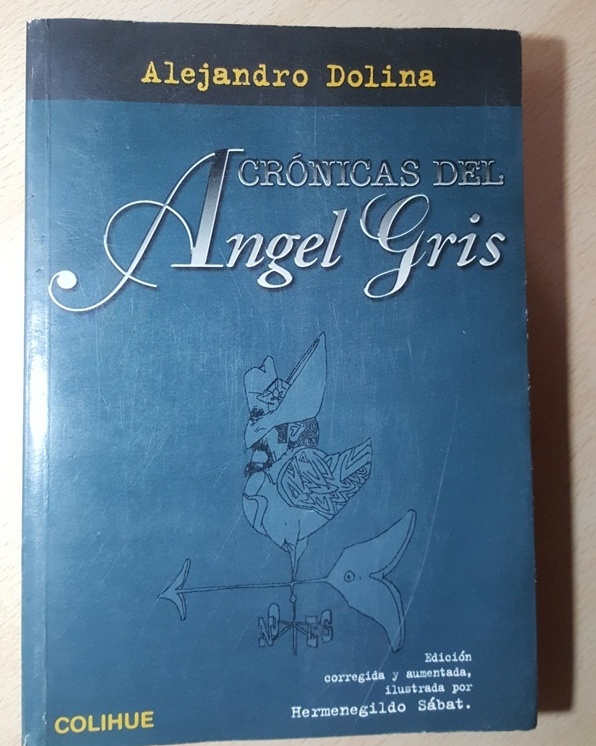 Alejandro Dolina
CRÓNICAS DEL
Angel Gris
Edición
corregida y aumentada,
ilustrada por
Hermenegildo Sábat.
COLIHUE